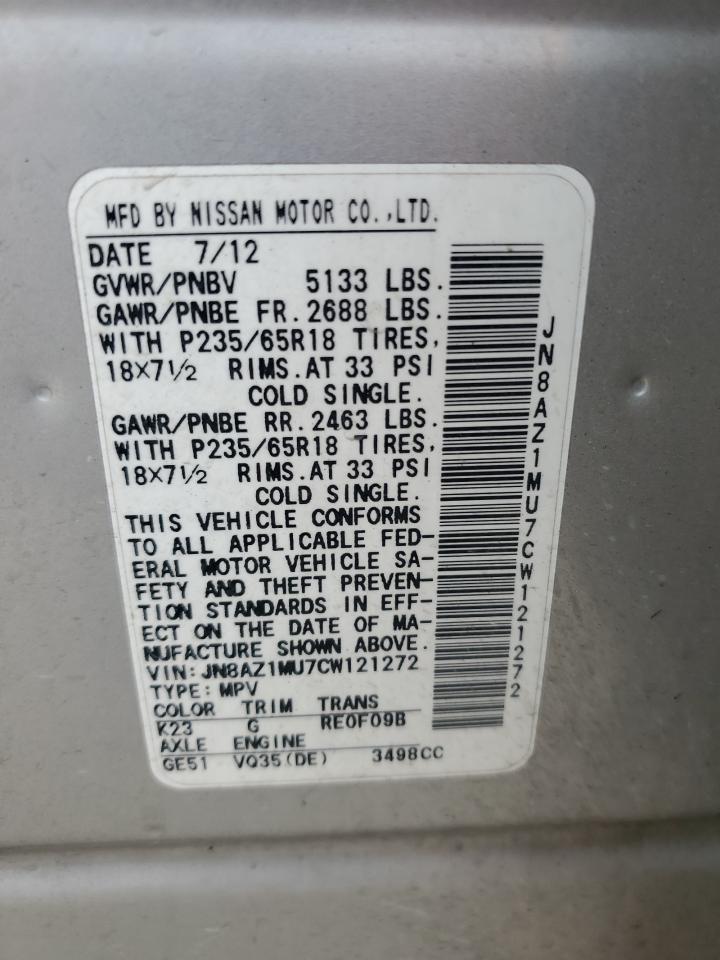 MFD BY NISSAN MOTOR CO.,LTD.
DATE 7/12
GVWR/PNBV 5133 LBS.
GAWR/PNBE FR. 2688 LBS.
WITH P235/65R18 TIRES,
18X7 1/2 RIMS. AT 33 PSI
COLD SINGLE.
GAWR/PNBE RR. 2463 LBS.
WITH P235/65R18 TIRES,
18X7 1/2 RIMS. AT 33 PSI
COLD SINGLE.
THIS VEHICLE CONFORMS
TO ALL APPLICABLE FED-
ERAL MOTOR VEHICLE SA-
FETY AND THEFT PREVEN-
TION STANDARDS IN EFF-
ECT ON THE DATE OF MA-
NUFACTURE SHOWN ABOVE.
VIN: JN8AZ1MU7CW121272
TYPE: MPV
COLOR TRIM TRANS
K23 G RE0F09B
AXLE ENGINE
GE51 VQ35(DE) 3498CC
JN8AZ1MU7CW121272